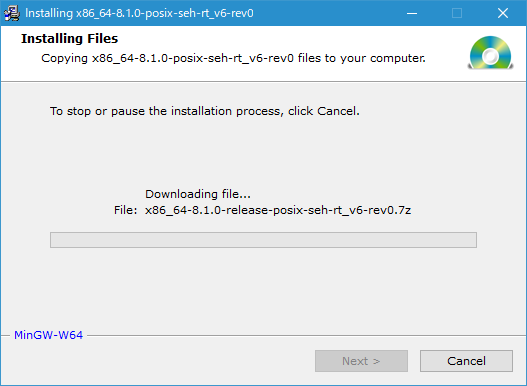 Installing x86_64-8.1.0-posix-seh-rt_v6-rev0
Installing Files
Copying x86_64-8.1.0-posix-seh-rt_v6-rev0 files to your computer.
To stop or pause the installation process, click Cancel.
Downloading file...
File: x86_64-8.1.0-release-posix-seh-rt_v6-rev0.7z
MinGW-W64
Next >
Cancel